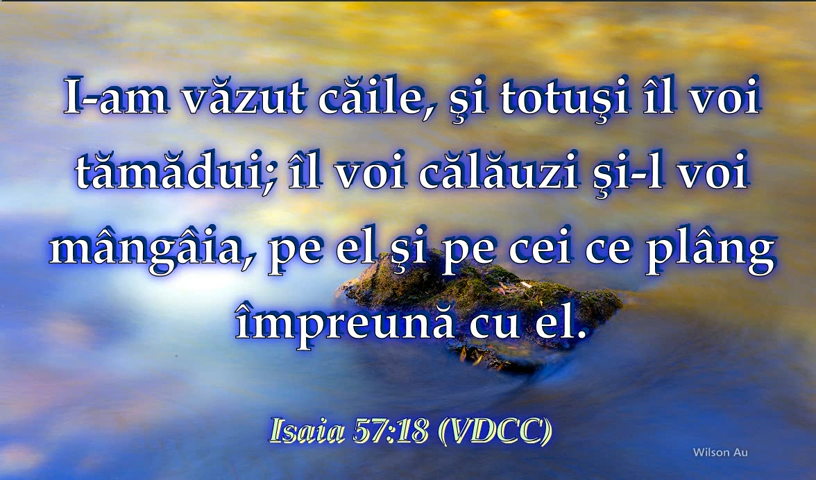 I-am văzut căile, şi totuşi îl voi
tămădui; îl voi călăuzi şi-l voi
mângâia, pe el şi pe cei ce plâng
împreună cu el.
Isaia 57:18 (VDCC)
Wilson Au